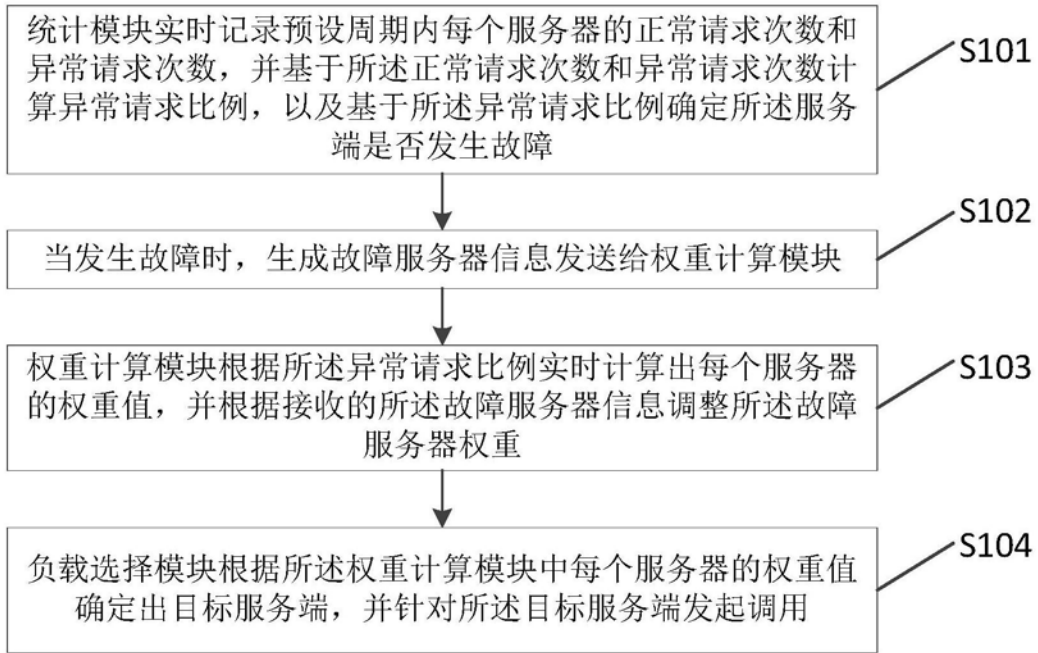 统计模块实时记录预设周期内每个服务器的正常请求次数和
异常请求次数，并基于所述正常请求次数和异常请求次数计
算异常请求比例，以及基于所述异常请求比例确定所述服务
端是否发生故障
S101
当发生故障时，生成故障服务器信息发送给权重计算模块
S102
权重计算模块根据所述异常请求比例实时计算出每个服务器
的权重值，并根据接收的所述故障服务器信息调整所述故障
服务器权重
S103
负载选择模块根据所述权重计算模块中每个服务器的权重值
确定出目标服务端，并针对所述目标服务端发起调用
S104